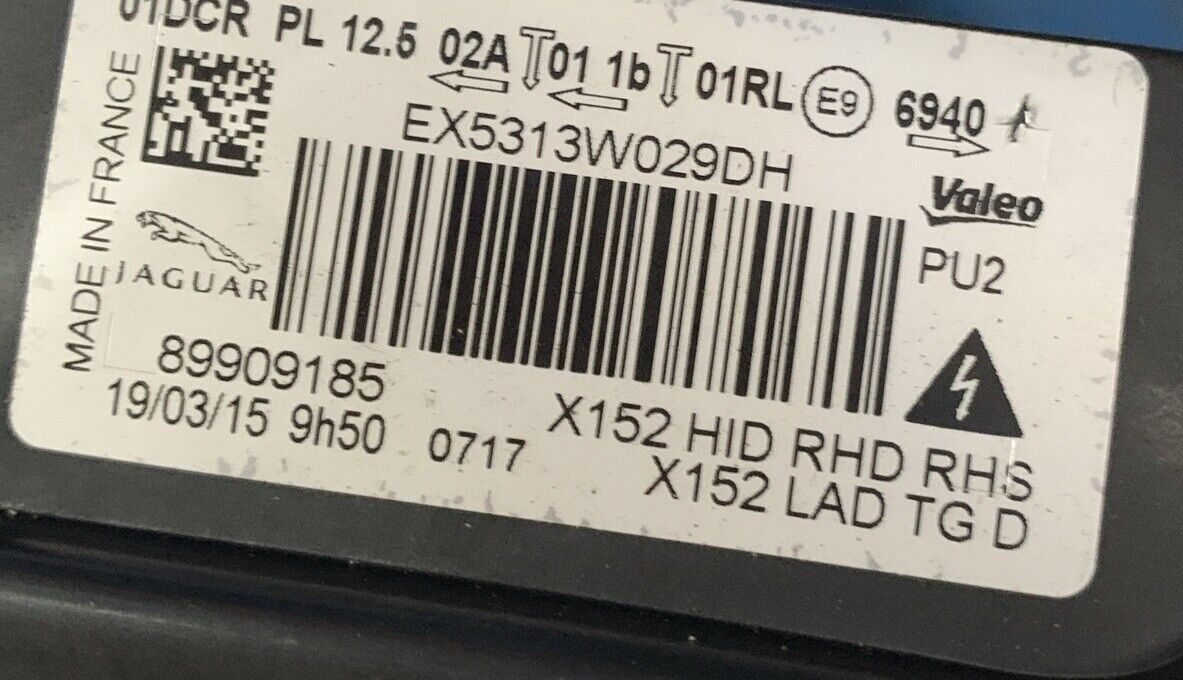 01DCR PL 12.5 02A 01 1b 01RL E9 6940
EX5313W029DH
Valeo
PU2
MADE IN FRANCE
JAGUAR
89909185
19/03/15 9h50 0717
X152 HID RHD RHS
X152 LAD TG D